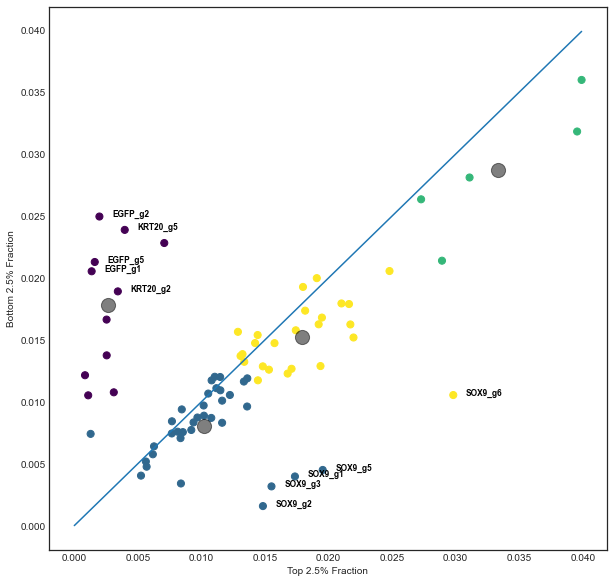 0.040
0.035
0.030
0.025
0.020
0.015
0.010
0.005
0.000
Bottom 2.5% Fraction
EGFP_g2
KRT20_g5
EGFP_g5
EGFP_g1
KRT20_g2
SOX9_g6
SOX9_g5
SOX9_g1
SOX9_g3
SOX9_g2
0.000 0.005 0.010 0.015 0.020 0.025 0.030 0.035 0.040
Top 2.5% Fraction